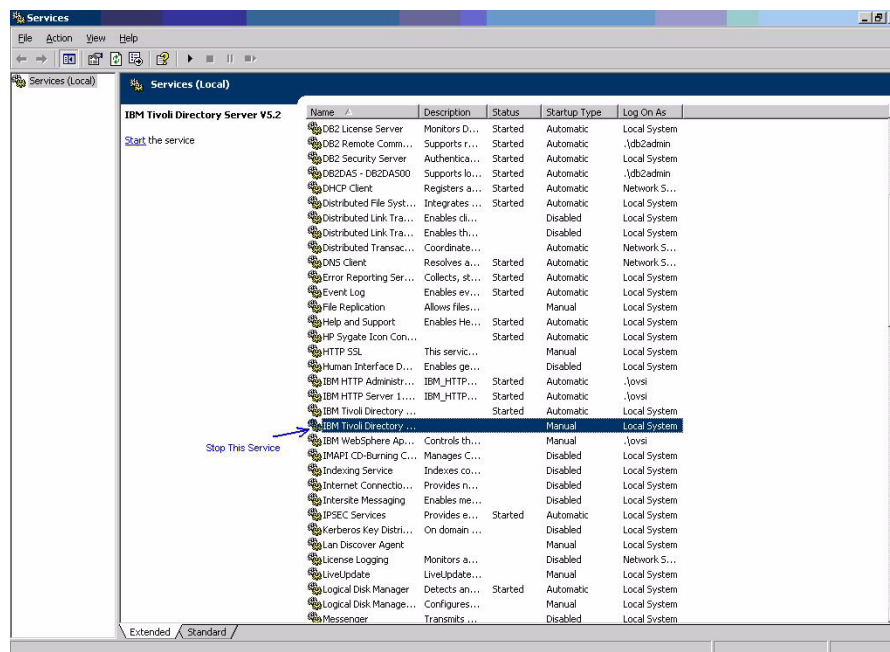 Services
File Action View Help
Services (Local)
Services (Local)
IBM Tivoli Directory Server V5.2
Start the service
Name Description Status Startup Type Log On As
DB2 License Server Monitors D... Started Automatic Local System
DB2 Remote Comm... Supports r... Started Automatic .\db2admin
DB2 Security Server Authentica... Started Automatic Local System
DB2DAS - DB2DAS00 Supports lo... Started Automatic .\db2admin
DHCP Client Registers a... Started Automatic Network S...
Distributed File Syst... Integrates ... Started Automatic Local System
Distributed Link Tra... Enables cli... Disabled Local System
Distributed Link Tra... Enables th... Disabled Local System
Distributed Transac... Coordinate... Automatic Network S...
DNS Client Resolves a... Started Automatic Network S...
Error Reporting Ser... Collects, st... Started Automatic Local System
Event Log Enables ev... Started Automatic Local System
File Replication Allows files... Manual Local System
Help and Support Enables He... Started Automatic Local System
HP Sygate Icon Con... Started Automatic Local System
HTTP SSL This servic... Manual Local System
Human Interface D... Enables ge... Disabled Local System
IBM HTTP Administr... IBM_HTTP... Started Automatic .\ovsi
IBM HTTP Server 1.... IBM_HTTP... Started Automatic .\ovsi
IBM Tivoli Directory ... Started Automatic Local System
IBM Tivoli Directory ... Manual Local System
Stop This Service
IBM WebSphere Ap... Controls th... Manual .\ovsi
IMAPI CD-Burning C... Manages C... Disabled Local System
Indexing Service Indexes co... Disabled Local System
Internet Connectio... Provides n... Disabled Local System
Intersite Messaging Enables me... Disabled Local System
IPSEC Services Provides e... Started Automatic Local System
Kerberos Key Distri... On domain ... Disabled Local System
Lan Discover Agent Manual Local System
License Logging Monitors a... Disabled Network S...
LiveUpdate LiveUpdate... Manual Local System
Logical Disk Manager Detects an... Started Automatic Local System
Logical Disk Manage... Configures... Manual Local System
Messenger Transmits ... Disabled Local System
Extended Standard